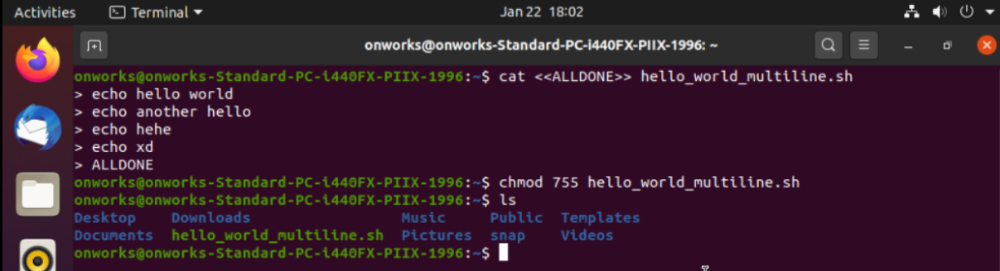 Activities Terminal Jan 22 18:02
onworks@onworks-Standard-PC-i440FX-PIIX-1996: ~
onworks@onworks-Standard-PC-i440FX-PIIX-1996:~$ cat <<ALLDONE>> hello_world_multiline.sh
> echo hello world
> echo another hello
> echo hehe
> echo xd
> ALLDONE
onworks@onworks-Standard-PC-i440FX-PIIX-1996:~$ chmod 755 hello_world_multiline.sh
onworks@onworks-Standard-PC-i440FX-PIIX-1996:~$ ls
Desktop Downloads Music Public Templates
Documents hello_world_multiline.sh Pictures snap Videos
onworks@onworks-Standard-PC-i440FX-PIIX-1996:~$